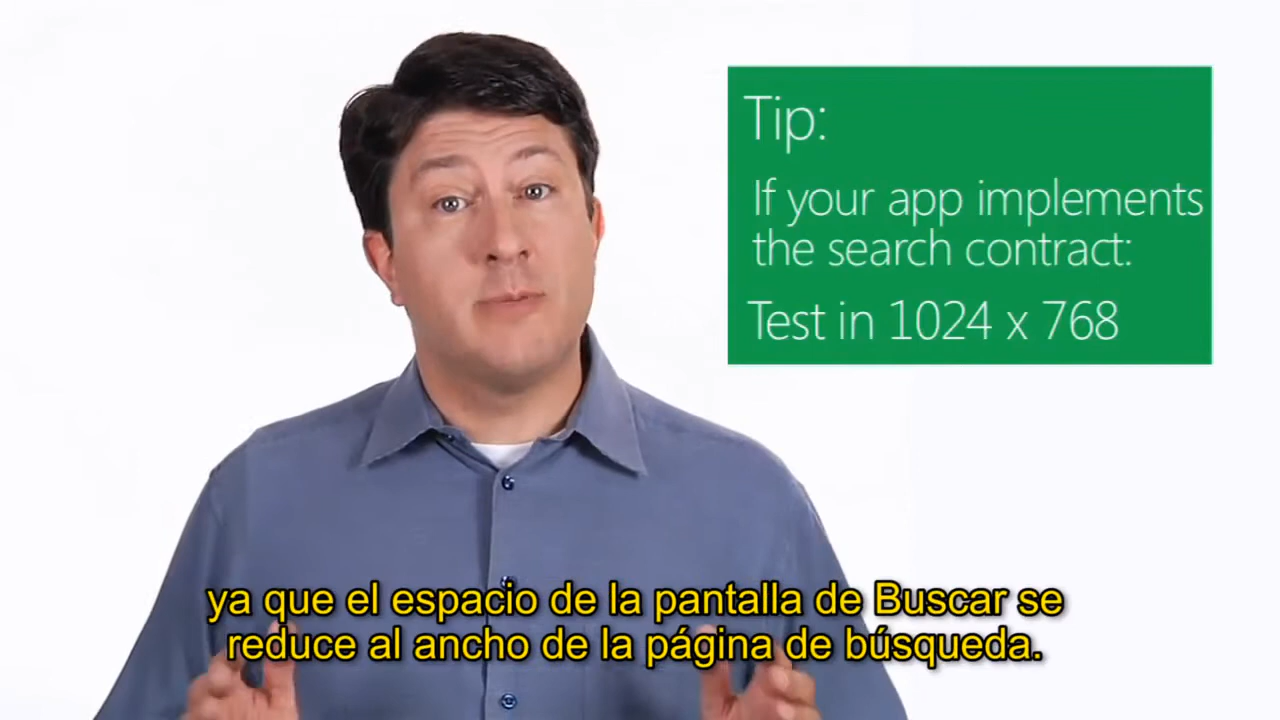 Tip:
If your app implements
the search contract:
Test in 1024 x 768
ya que el espacio de la pantalla de Buscar se
reduce al ancho de la página de búsqueda.